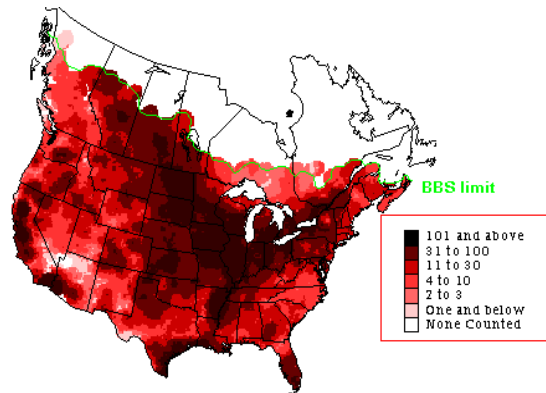 BBS limit
101 and above
31 to 100
11 to 30
4 to 10
2 to 3
One and below
None Counted